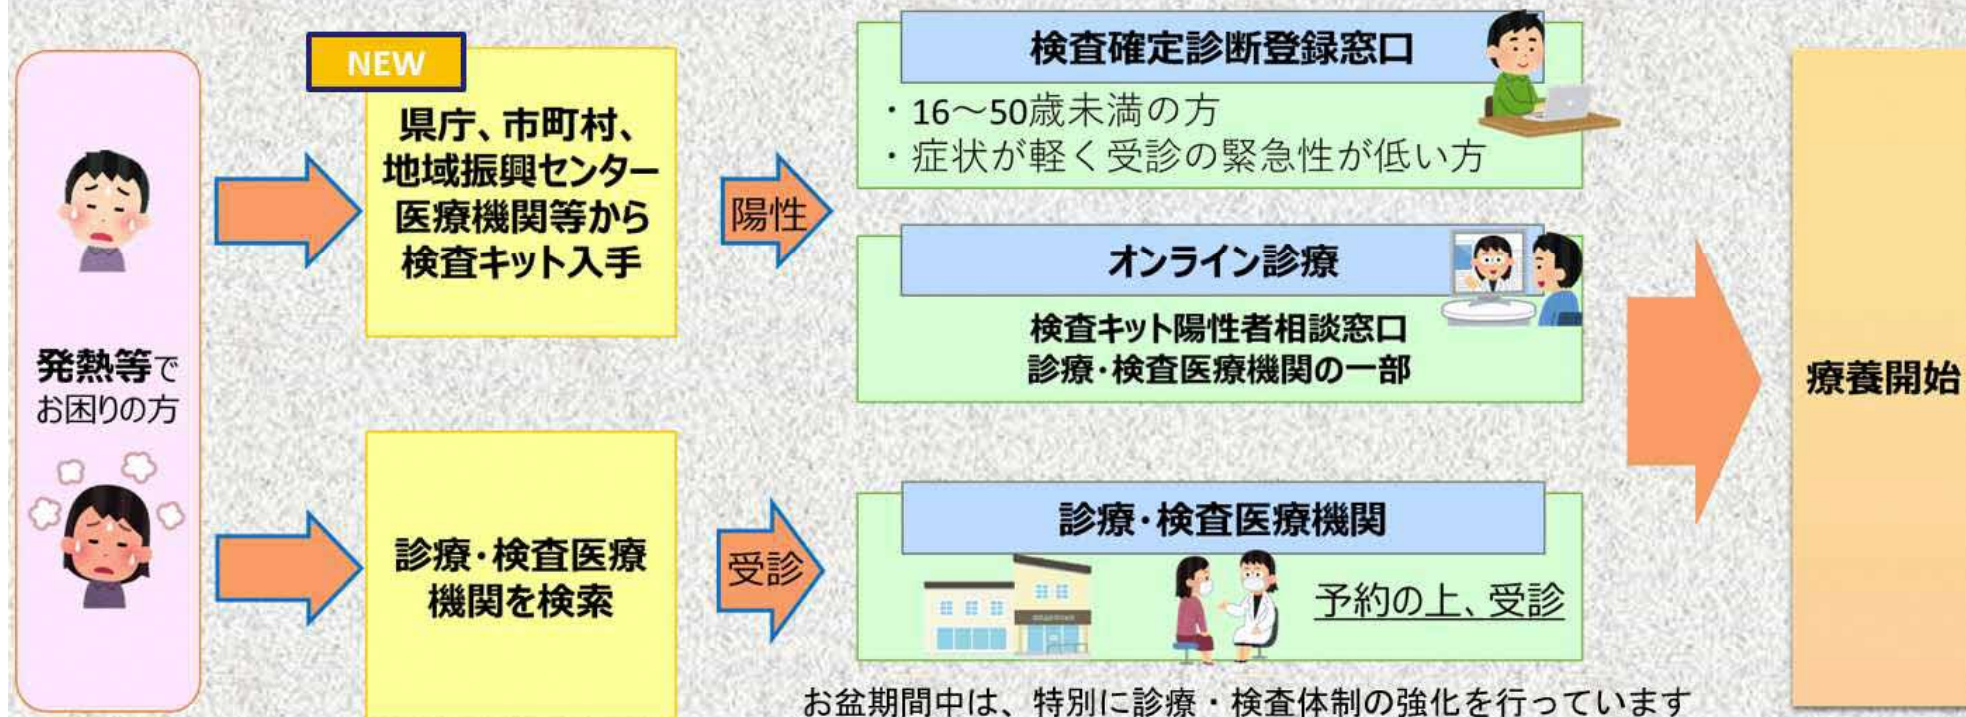 発熱等で
お困りの方
NEW
県庁、市町村、
地域振興センター
医療機関等から
検査キット入手
診療・検査医療
機関を検索
陽性
受診
検査確定診断登録窓口
・16～50歳未満の方
・症状が軽く受診の緊急性が低い方
オンライン診療
検査キット陽性者相談窓口
診療・検査医療機関の一部
診療・検査医療機関
予約の上、受診
お盆期間中は、特別に診療・検査体制の強化を行っています
療養開始